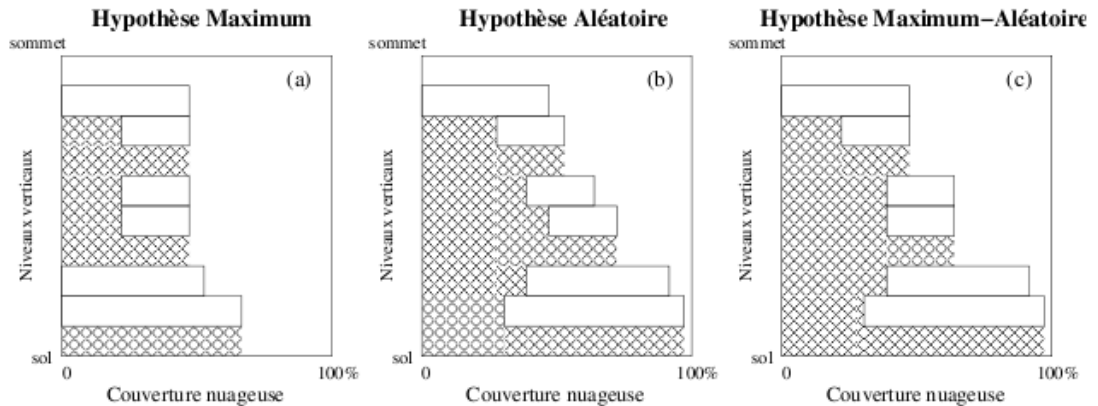 Hypothèse Maximum
sommet
(a)
Niveaux verticaux
sol
0
100%
Couverture nuageuse
Hypothèse Aléatoire
sommet
(b)
Niveaux verticaux
sol
0
100%
Couverture nuageuse
Hypothèse Maximum−Aléatoire
sommet
(c)
Niveaux verticaux
sol
0
100%
Couverture nuageuse